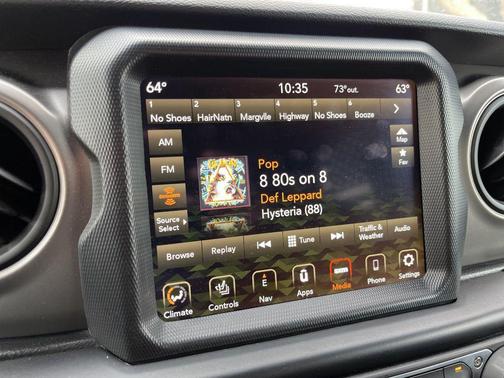 64° 10:35 73° out. 63°
1 2 3 4 5 6
No Shoes HairNatn Margvlle Highway No Shoes Booze
AM
Map
FM
Fav
Pop
8 80s on 8
Def Leppard
Hysteria (88)
Source
Select
Browse Replay Tune Traffic &
Weather Audio
E
Climate Controls Nav Apps Media Phone Settings